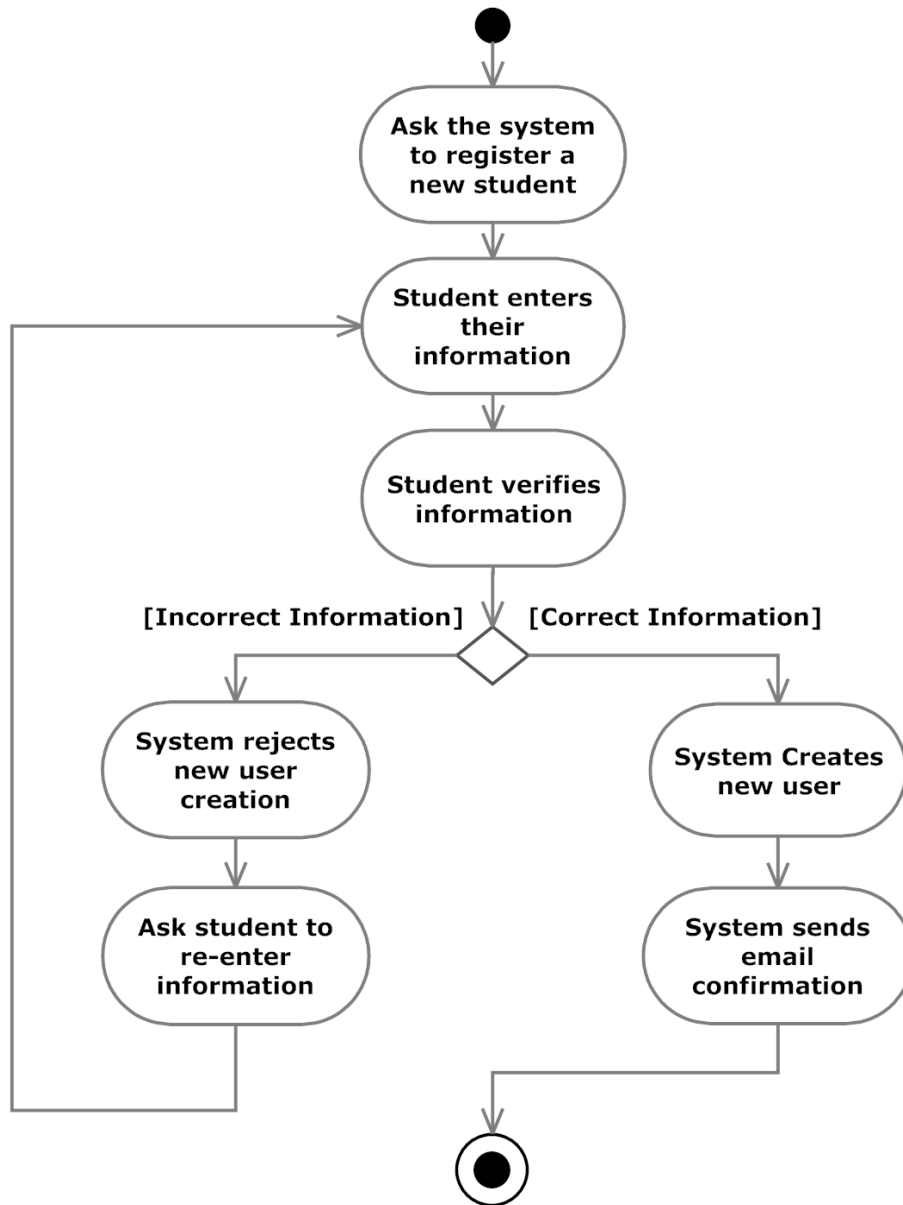 Ask the system
to register a
new student
Student enters
their
information
Student verifies
information
[Incorrect Information]
[Correct Information]
System rejects
new user
creation
System Creates
new user
Ask student to
re-enter
information
System sends
email
confirmation